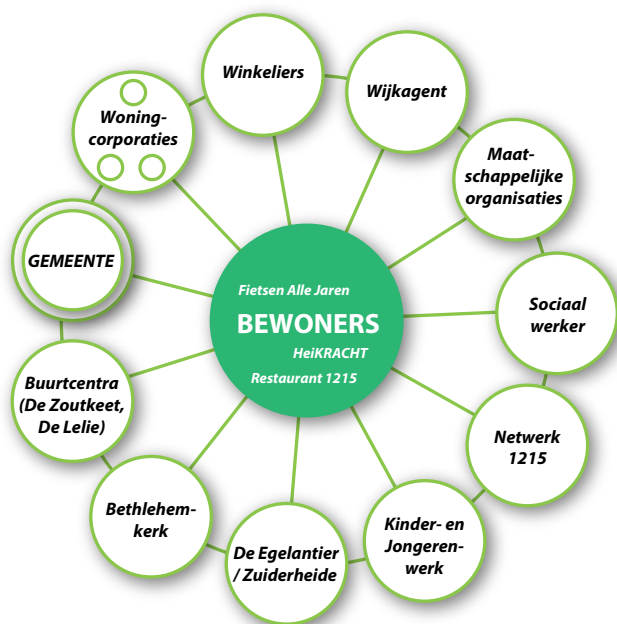 Winkeliers
Wijkagent
Maat-
schappelijke
organisaties
Sociaal
werker
Netwerk
1215
Kinder- en
Jongeren-
werk
De Egelantier
/ Zuiderheide
Bethlehem-
kerk
Buurtcentra
(De Zoutkeet,
De Lelie)
GEMEENTE
Woning-
corporaties
Fietsen Alle Jaren
BEWONERS
HeiKRACHT
Restaurant 1215